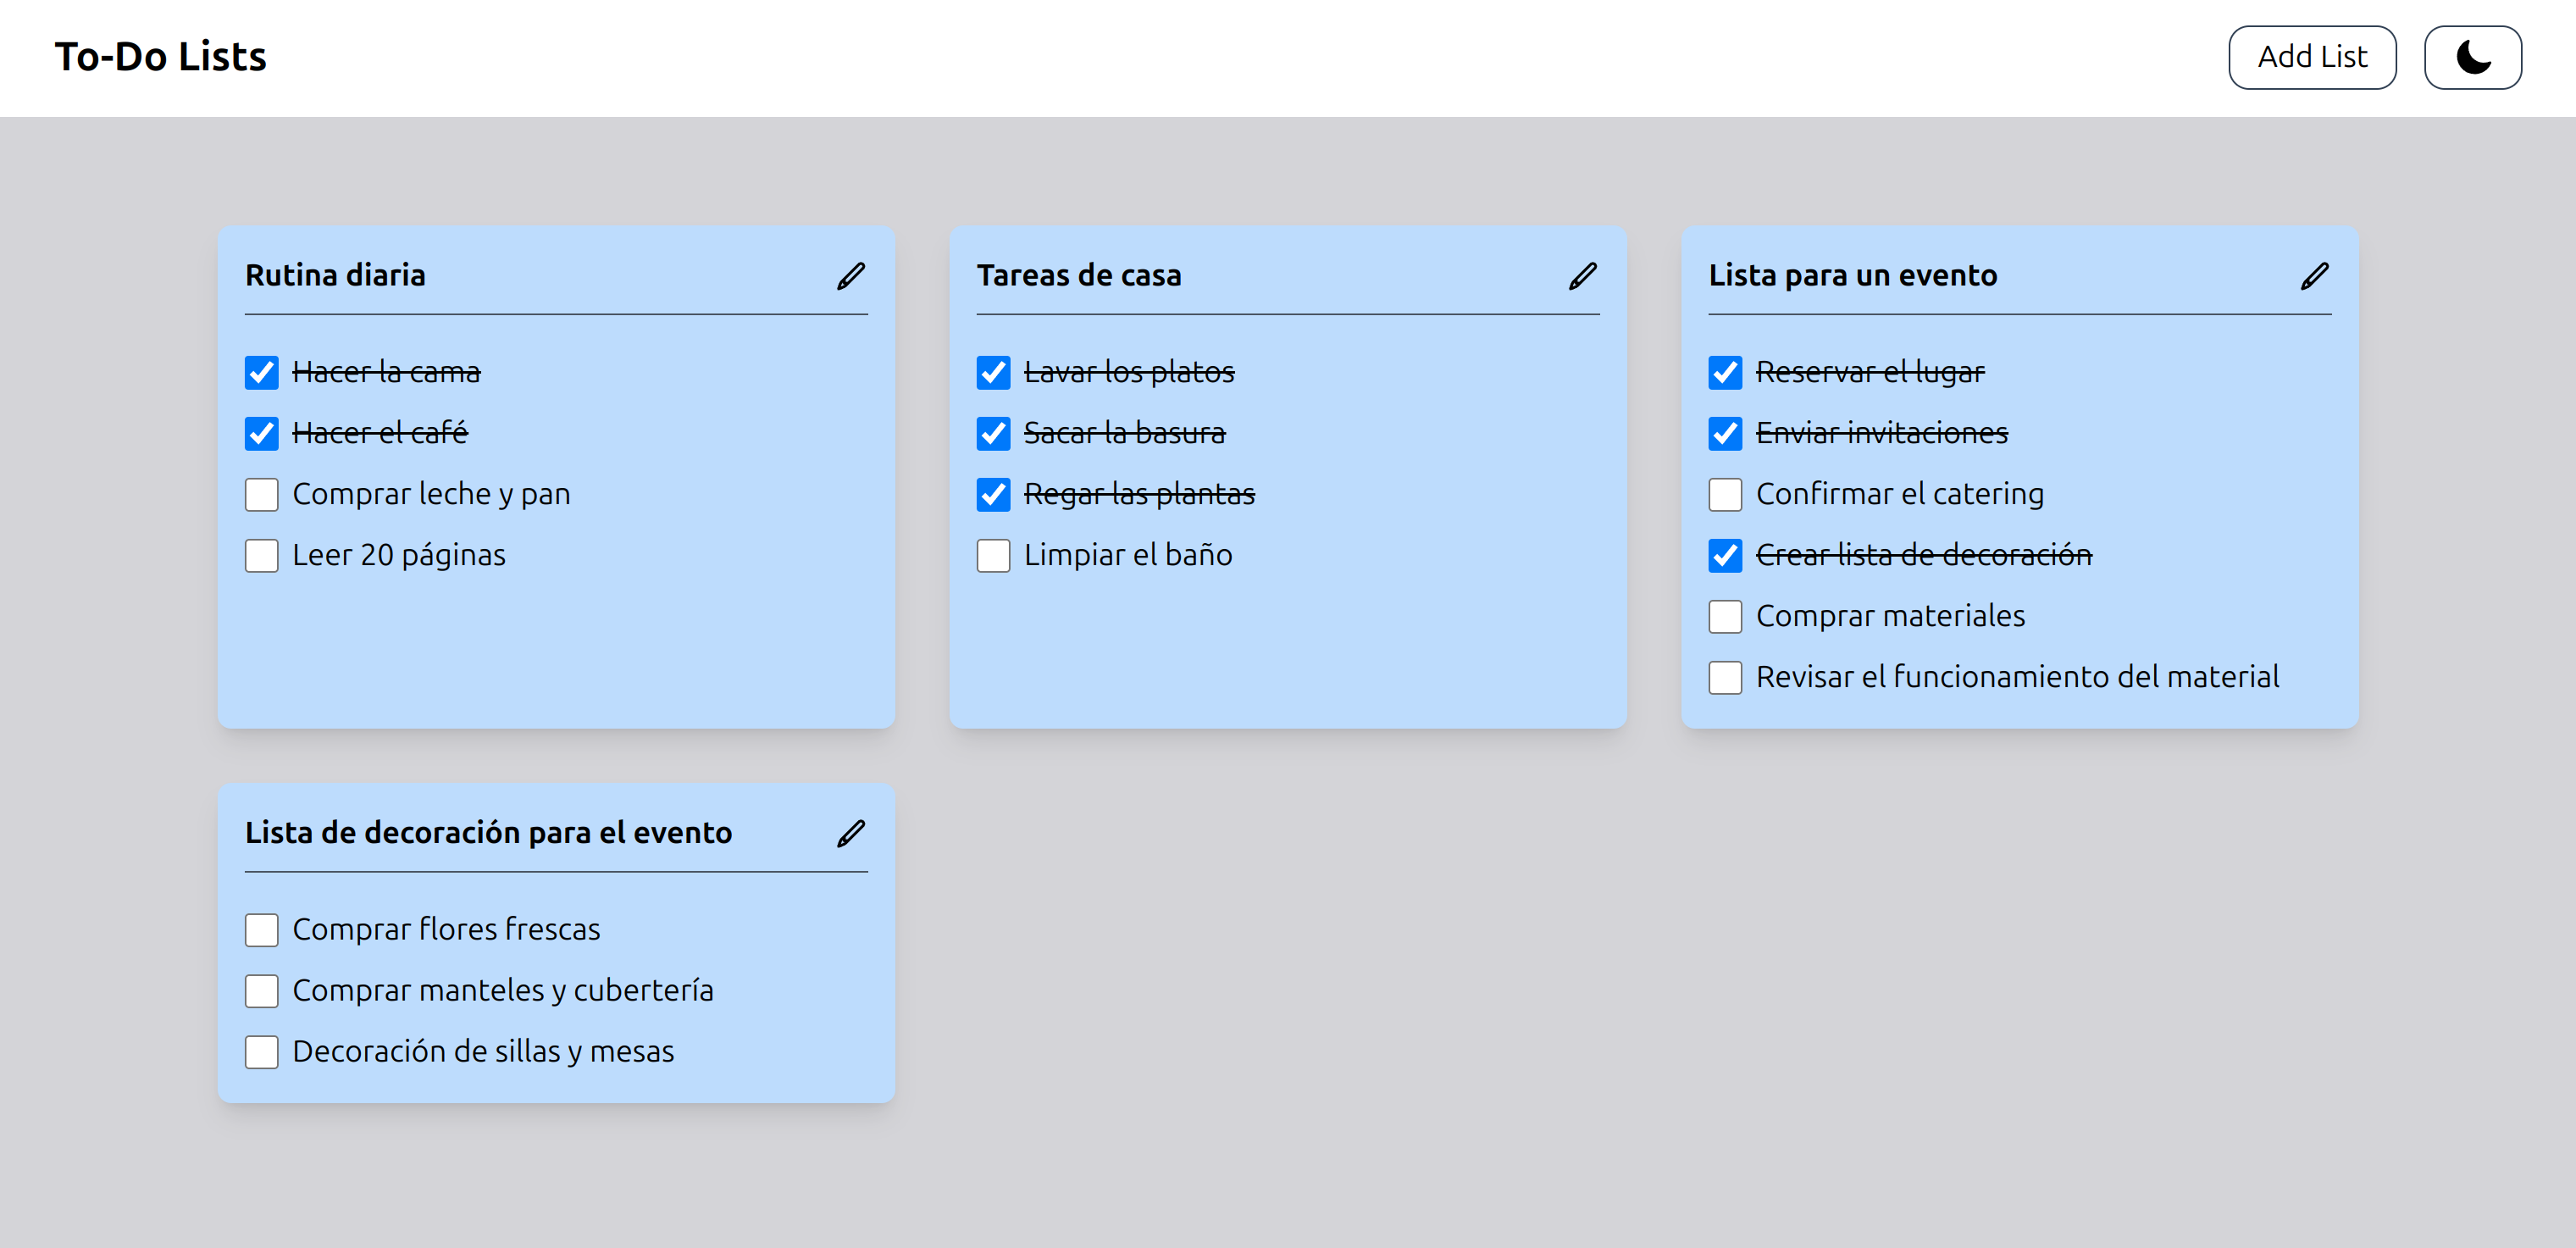 To-Do Lists
Add List
Rutina diaria
Hacer la cama
Hacer el café
Comprar leche y pan
Leer 20 páginas
Tareas de casa
Lavar los platos
Sacar la basura
Regar las plantas
Limpiar el baño
Lista para un evento
Reservar el lugar
Enviar invitaciones
Confirmar el catering
Crear lista de decoración
Comprar materiales
Revisar el funcionamiento del material
Lista de decoración para el evento
Comprar flores frescas
Comprar manteles y cubertería
Decoración de sillas y mesas